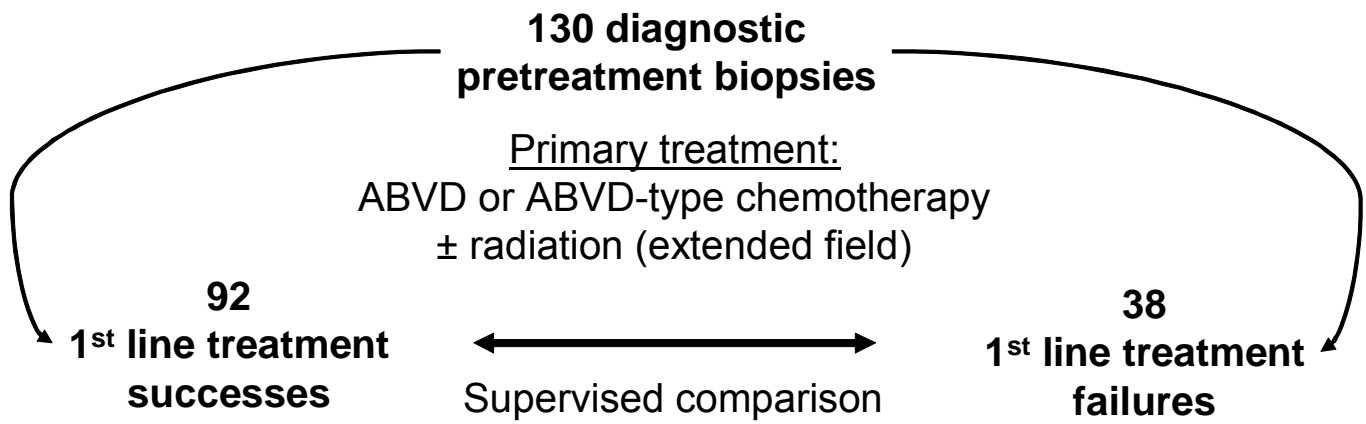 130 diagnostic
pretreatment biopsies
Primary treatment:
ABVD or ABVD-type chemotherapy
± radiation (extended field)
92
1st line treatment
successes
Supervised comparison
38
1st line treatment
failures